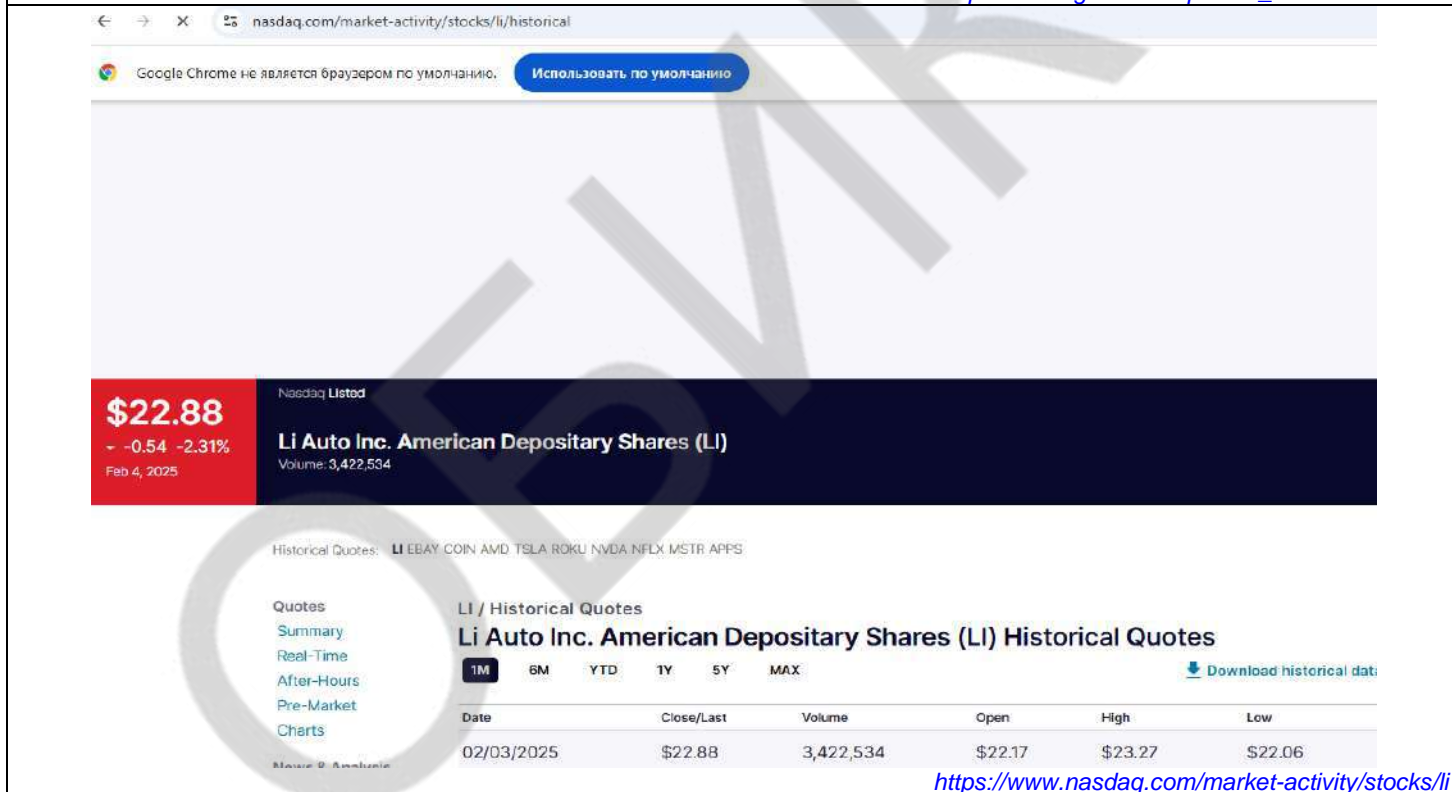 nasdaq.com/market-activity/stocks/li/historical
Google Chrome не является браузером по умолчанию. Использовать по умолчанию
$22.88
-0.54 -2.31%
Feb 4, 2025
Nasdaq Listed
Li Auto Inc. American Depositary Shares (LI)
Volume: 3,422,534
Historical Quotes: LI EBAY COIN AMD TSLA ROKU NVDA NFLX MSTR APPS
Quotes
Summary
Real-Time
After-Hours
Pre-Market
Charts
News & Analysis
LI / Historical Quotes
Li Auto Inc. American Depositary Shares (LI) Historical Quotes
1M 6M YTD 1Y 5Y MAX
Download historical data
Date Close/Last Volume Open High Low
02/03/2025 $22.88 3,422,534 $22.17 $23.27 $22.06
https://www.nasdaq.com/market-activity/stocks/li